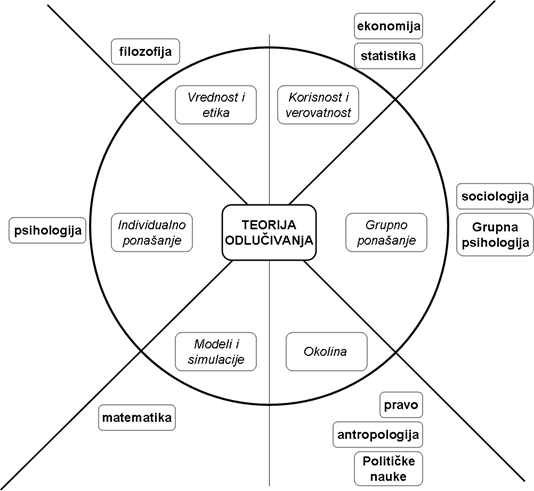 ekonomija
filozofija
statistika
Vrednost i
etika
Korisnost i
verovatnost
sociologija
psihologija
Individualno
ponašanje
TEORIJA
ODLUČIVANjA
Grupno
ponašanje
Grupna
psihologija
Modeli i
simulacije
Okolina
matematika
pravo
antropologija
Političke
nauke